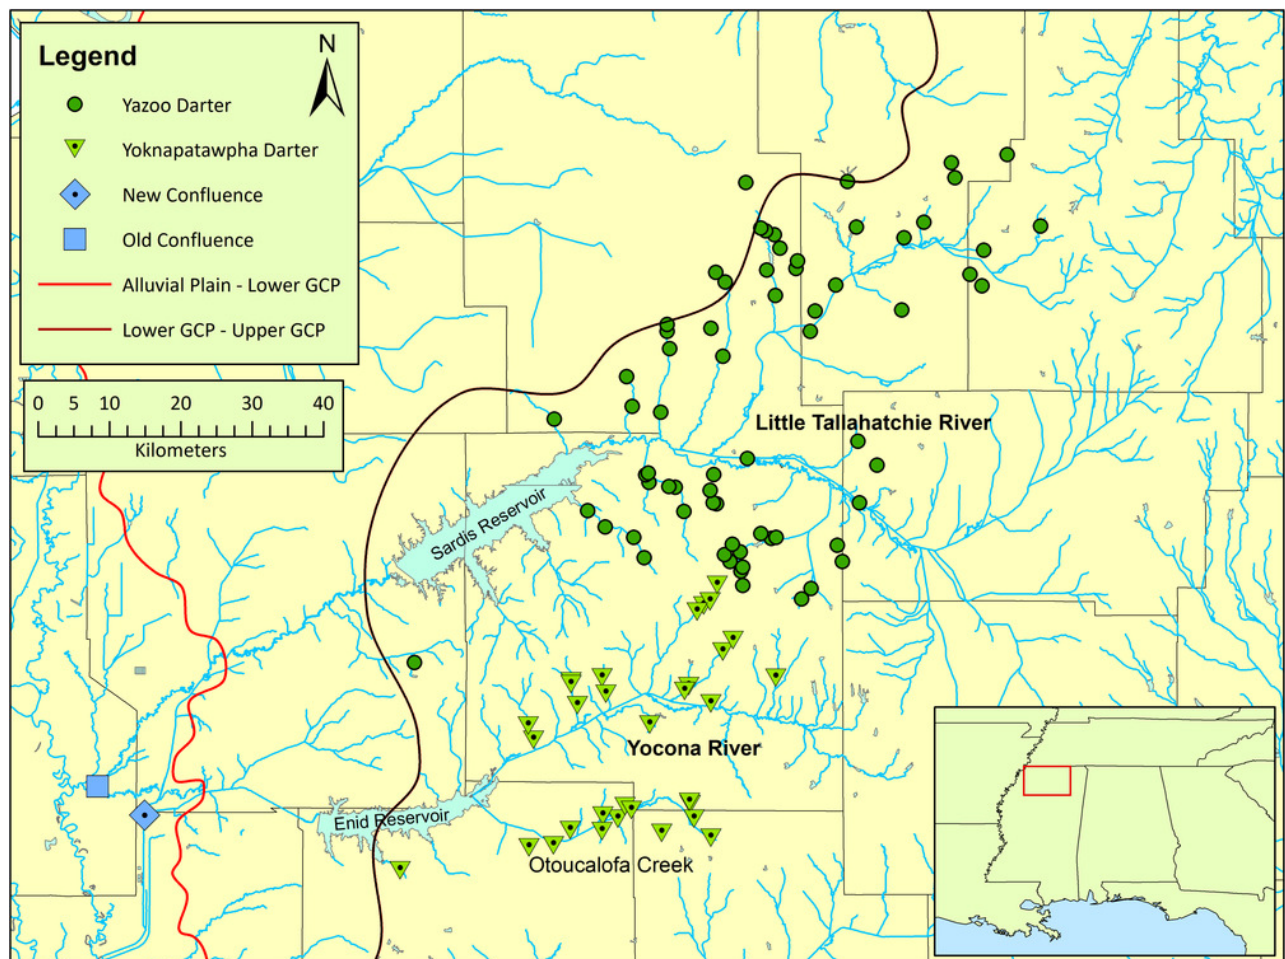 Legend
N
Yazoo Darter
Yoknapatawpha Darter
New Confluence
Old Confluence
Alluvial Plain - Lower GCP
Lower GCP - Upper GCP
0 5 10 20 30 40
Kilometers
Little Tallahatchie River
Sardis Reservoir
Yocona River
Enid Reservoir
Otoucalofa Creek